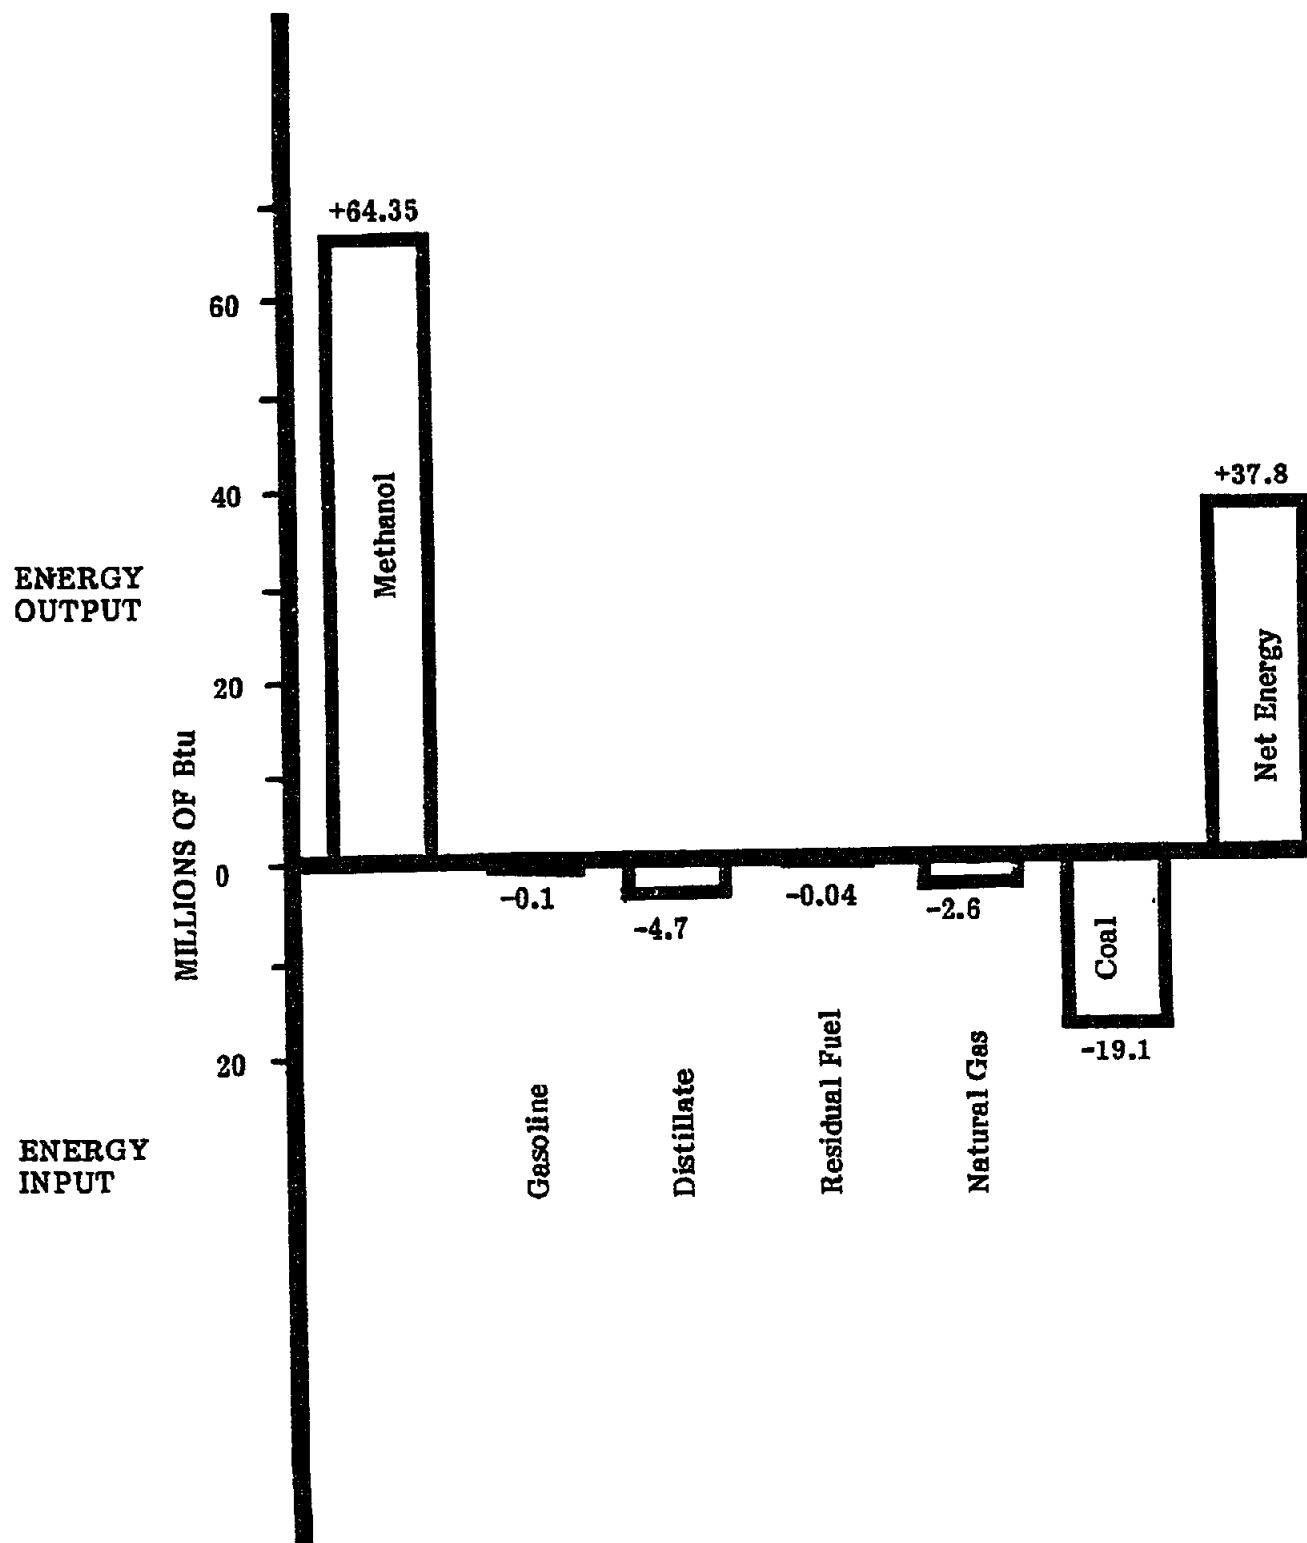 +64.35
60
Methanol
40
+37.8
ENERGY
OUTPUT
20
Net Energy
MILLIONS OF Btu
0
-0.1
-4.7
-0.04
-2.6
Coal
-19.1
20
Gasoline
Distillate
Residual Fuel
Natural Gas
ENERGY
INPUT